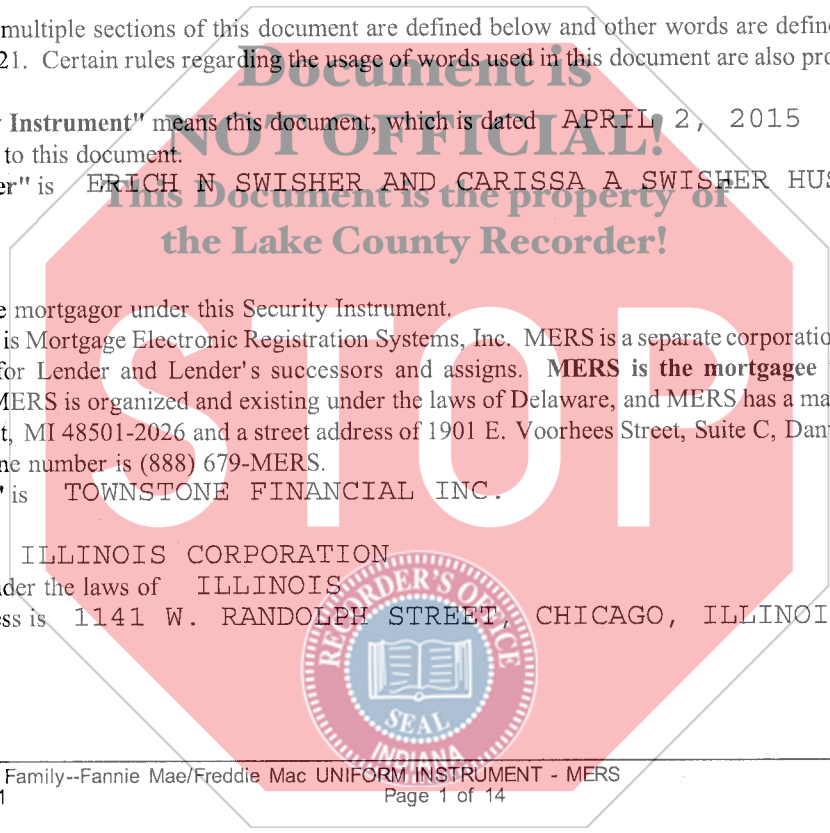 multiple sections of this document are defined below and other words are define
21. Certain rules regarding the usage of words used in this document are also pro
Document is
Instrument" means this document, which is dated APRIL 2, 2015
NOT OFFICIAL!
to this document.
er" is ERICH N SWISHER AND CARISSA A SWISHER HUS
This Document is the property of
the Lake County Recorder!
e mortgagor under this Security Instrument.
is Mortgage Electronic Registration Systems, Inc. MERS is a separate corporatio
for Lender and Lender's successors and assigns. MERS is the mortgagee
MERS is organized and existing under the laws of Delaware, and MERS has a ma
t, MI 48501-2026 and a street address of 1901 E. Voorhees Street, Suite C, Dan
ne number is (888) 679-MERS.
STOP
" is TOWNSTONE FINANCIAL INC.
ILLINOIS CORPORATION
der the laws of ILLINOIS
ess is 1141 W. RANDOLPH STREET, CHICAGO, ILLINOI
RECORDER'S OFFICE
SEAL
INDIANA
Family--Fannie Mae/Freddie Mac UNIFORM INSTRUMENT - MERS
1
Page 1 of 14